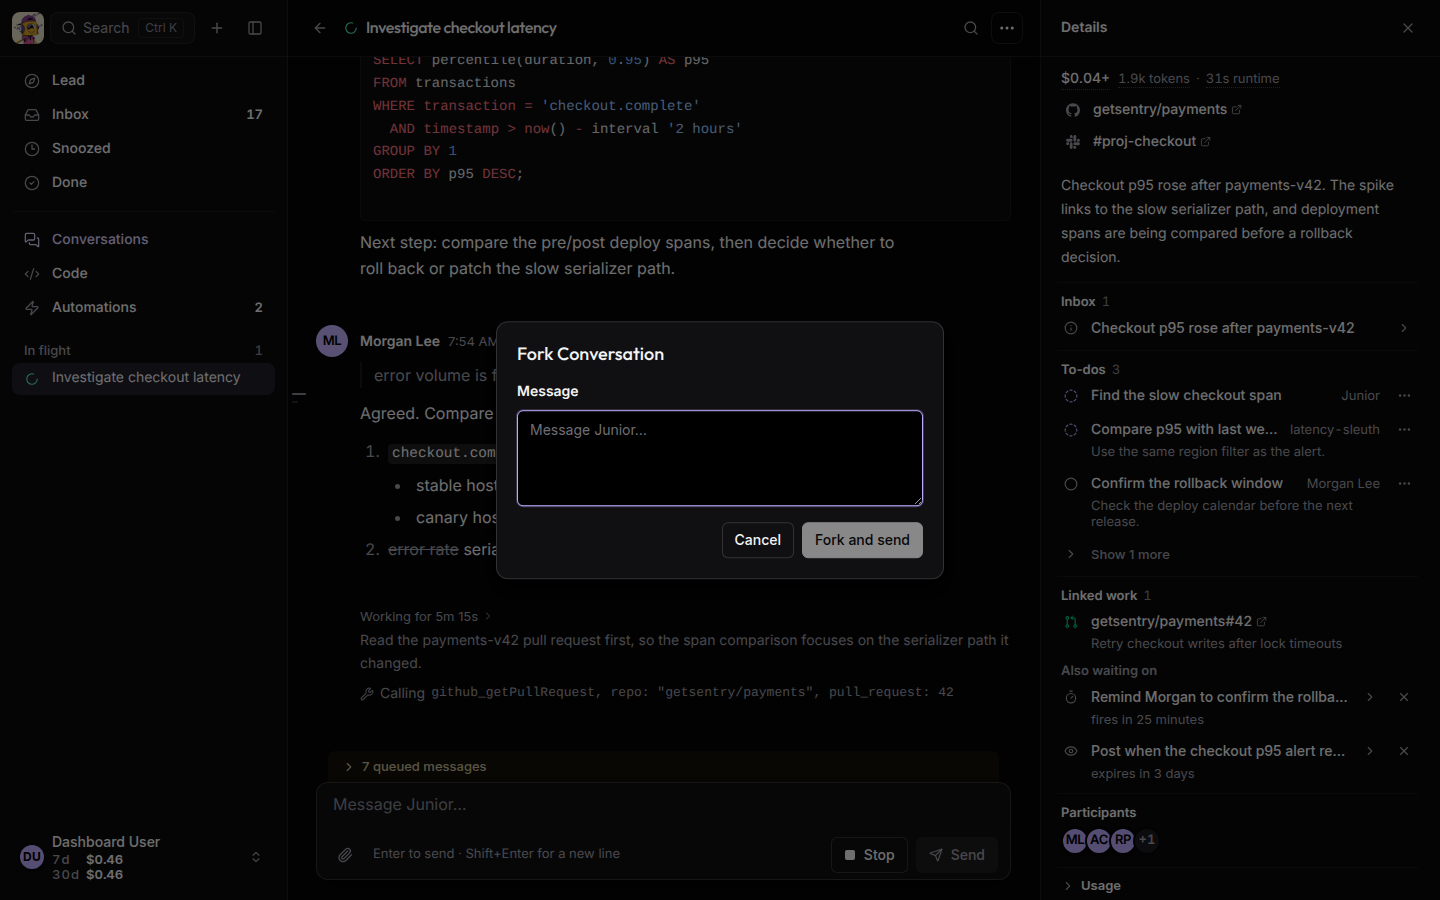 Search Ctrl K
Lead
Inbox 17
Snoozed
Done
Conversations
Code
Automations 2
In flight 1
Investigate checkout latency
DU
Dashboard User
7d $0.46
30d $0.46
Investigate checkout latency
SELECT percentile(duration, 0.95) AS p95
FROM transactions
WHERE transaction = 'checkout.complete'
AND timestamp > now() - interval '2 hours'
GROUP BY 1
ORDER BY p95 DESC;
Next step: compare the pre/post deploy spans, then decide whether to
roll back or patch the slow serializer path.
ML Morgan Lee 7:54 AM
error volume is f
Agreed. Compare
1. checkout.com
• stable host
• canary hos
2. error rate seria
Working for 5m 15s
Read the payments-v42 pull request first, so the span comparison focuses on the serializer path it
changed.
Calling github_getPullRequest, repo: "getsentry/payments", pull_request: 42
7 queued messages
Message Junior...
Enter to send · Shift+Enter for a new line
Stop
Send
Fork Conversation
Message
Message Junior...
Cancel
Fork and send
Details
$0.04+ 1.9k tokens · 31s runtime
getsentry/payments
#proj-checkout
Checkout p95 rose after payments-v42. The spike
links to the slow serializer path, and deployment
spans are being compared before a rollback
decision.
Inbox 1
Checkout p95 rose after payments-v42
To-dos 3
Find the slow checkout span Junior
Compare p95 with last we... latency-sleuth
Use the same region filter as the alert.
Confirm the rollback window Morgan Lee
Check the deploy calendar before the next
release.
Show 1 more
Linked work 1
getsentry/payments#42
Retry checkout writes after lock timeouts
Also waiting on
Remind Morgan to confirm the rollba...
fires in 25 minutes
Post when the checkout p95 alert re...
expires in 3 days
Participants
ML AC RP +1
Usage